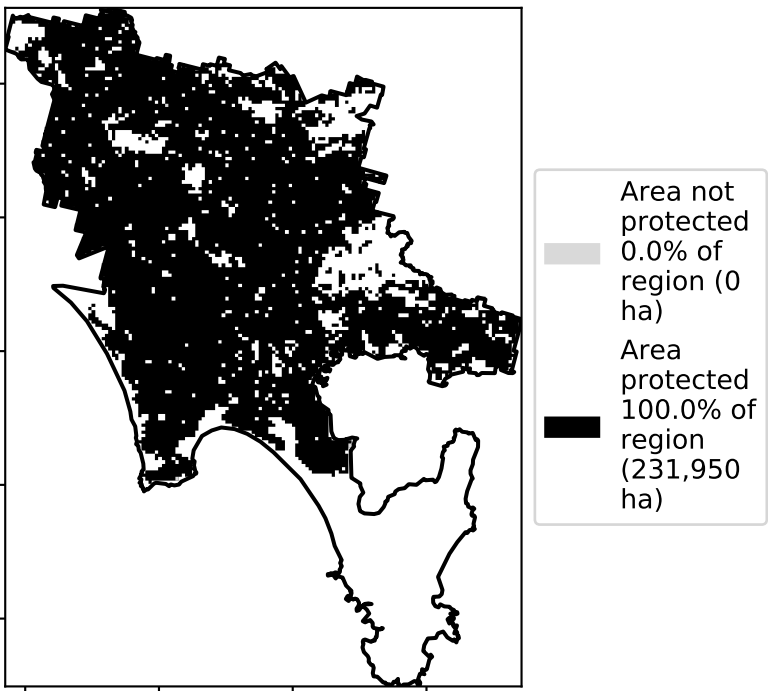 Area not
protected
0.0% of
region (0
ha)
Area
protected
100.0% of
region
(231,950
ha)